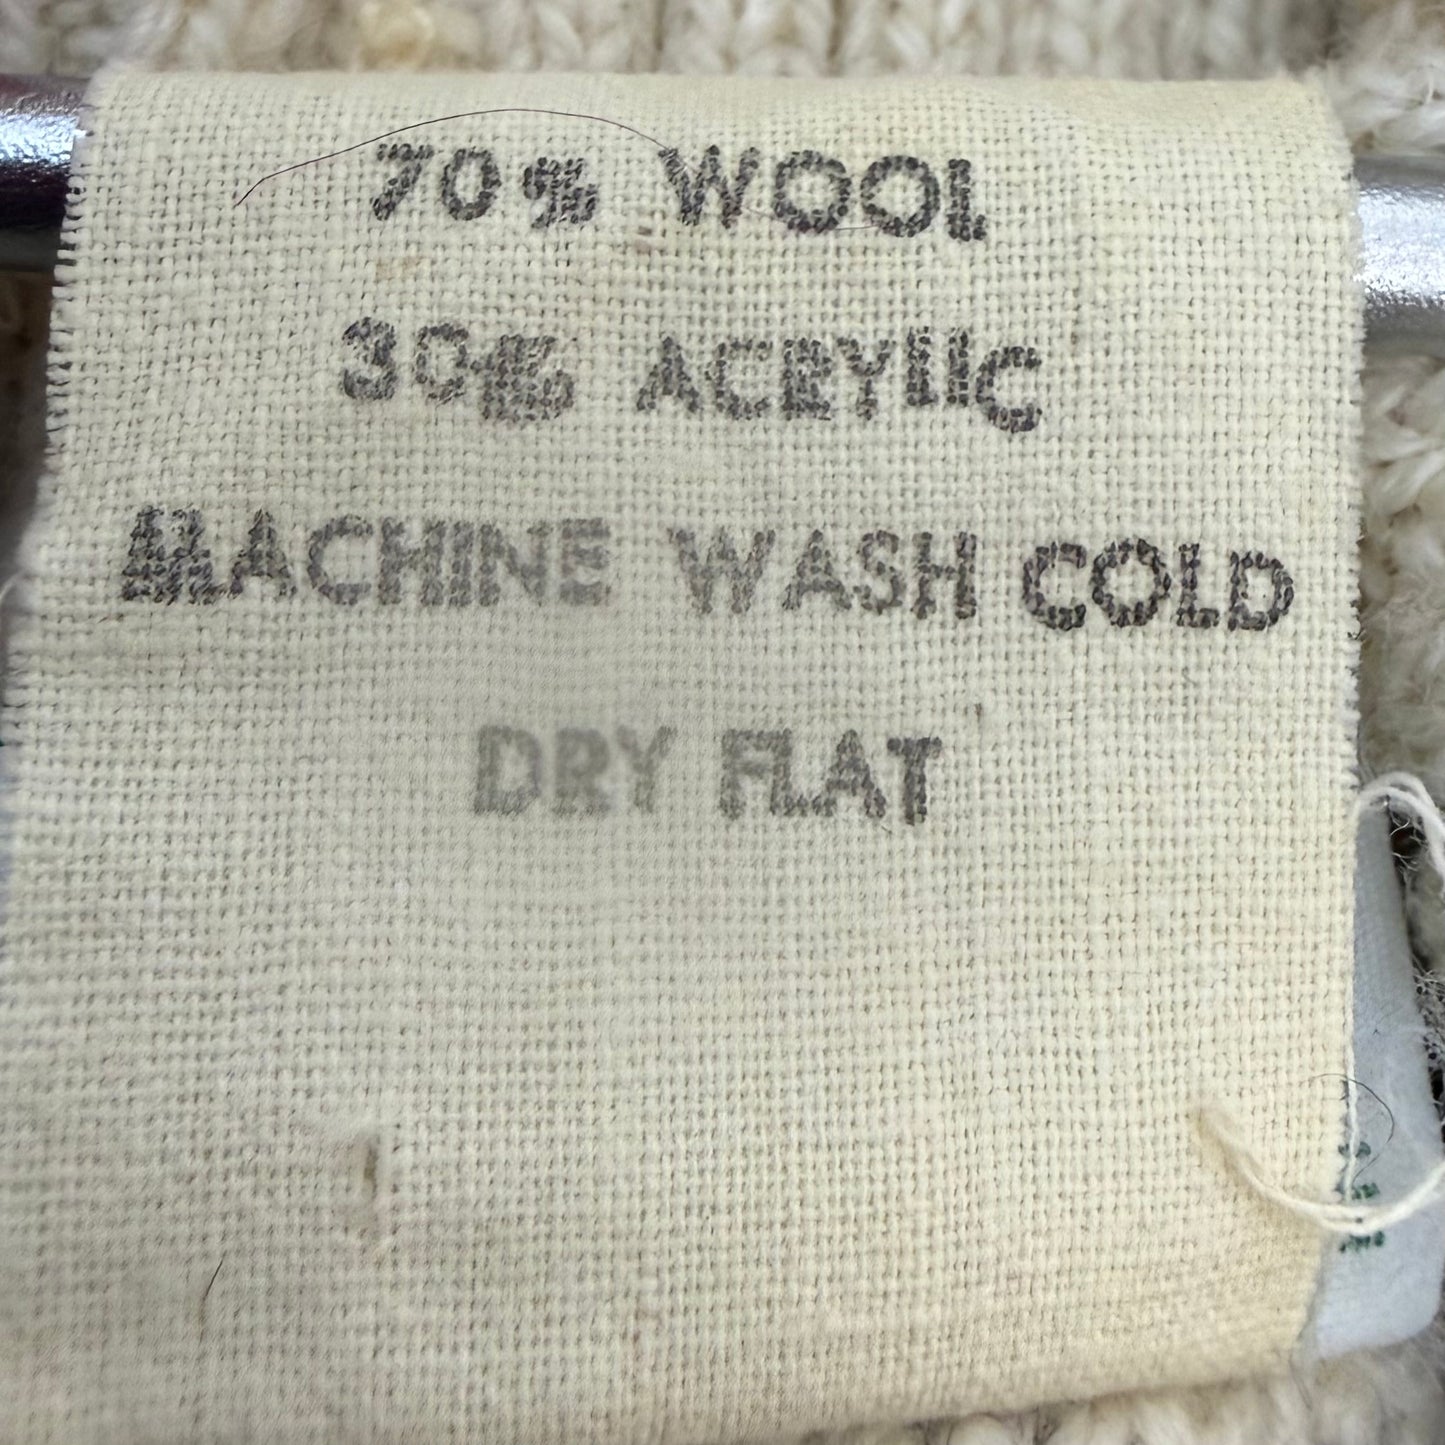 70% WOOL
30% ACRYLIC
MACHINE WASH COLD
DRY FLAT